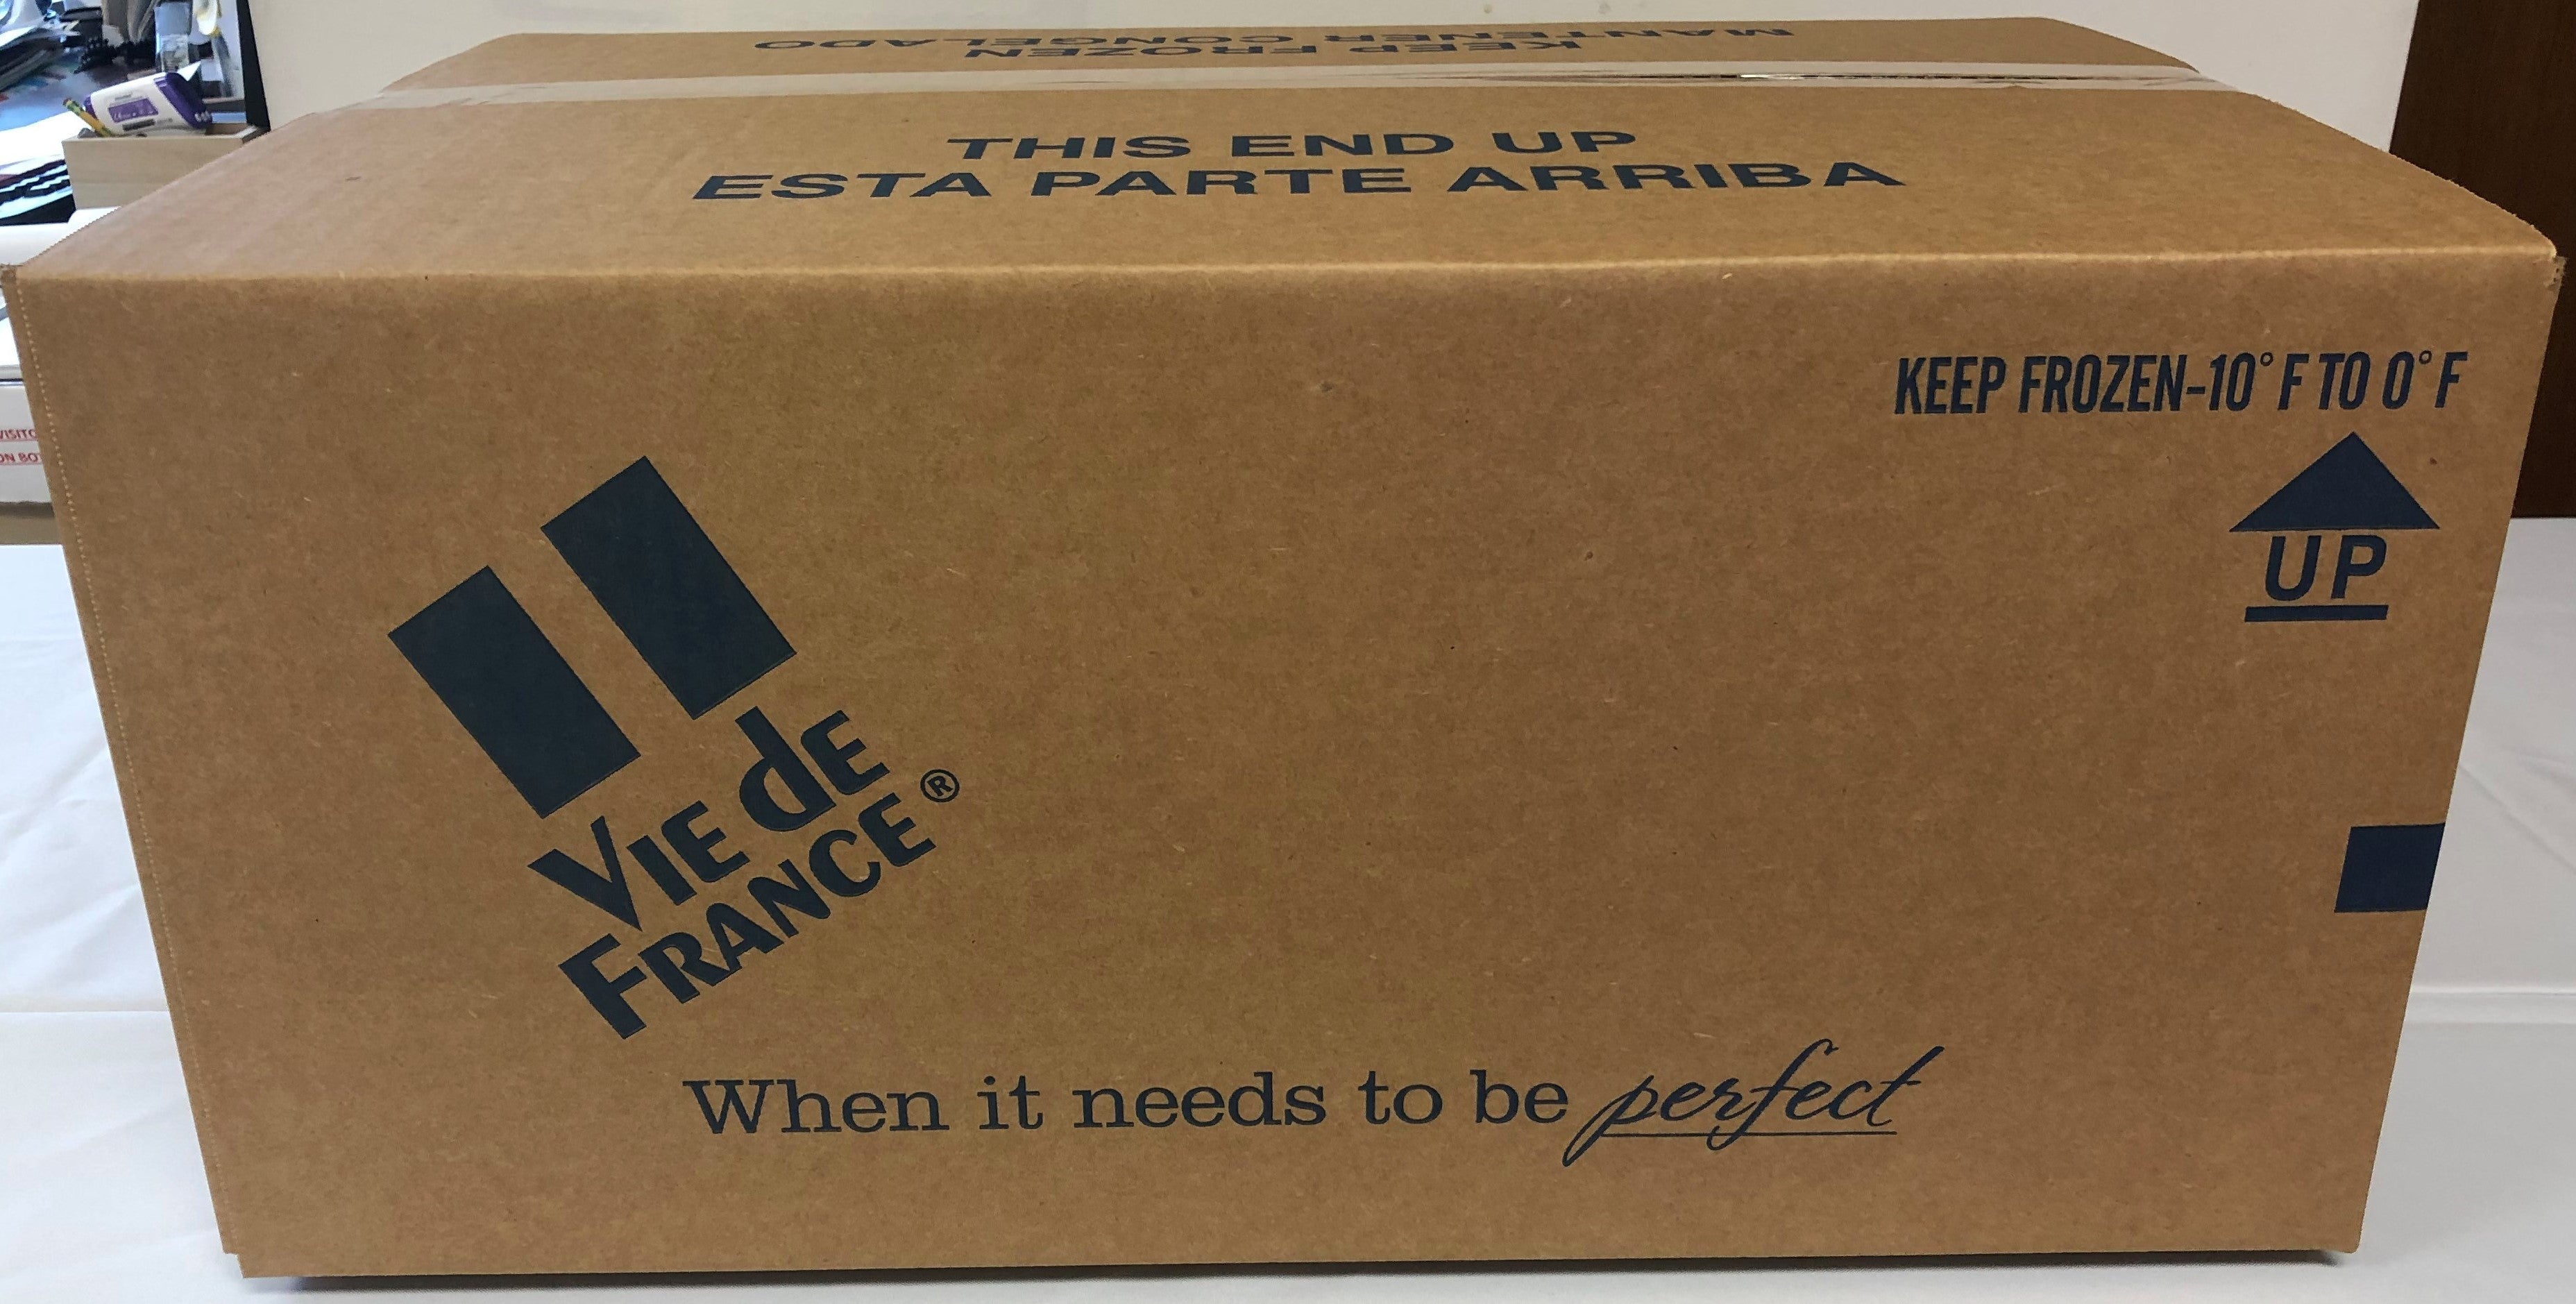 MANTENER CONGELADO
KEEP FROZEN
THIS END UP
ESTA PARTE ARRIBA
KEEP FROZEN-10° F TO 0° F
UP
VIE dE
FRANCE®
When it needs to be perfect